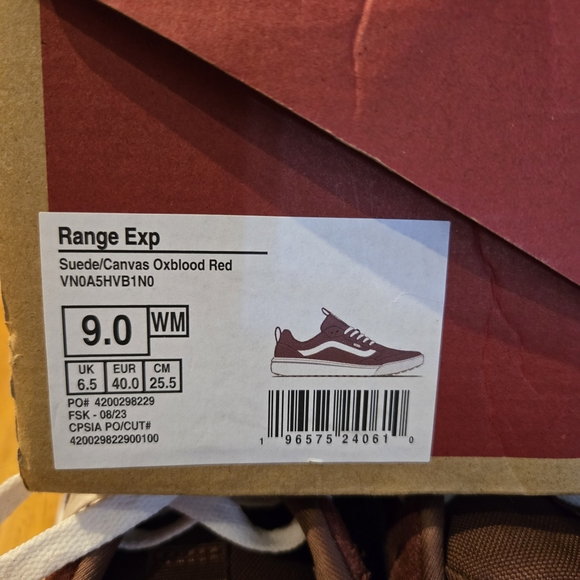 Range Exp
Suede/Canvas Oxblood Red
VN0A5HVB1N0
9.0 WM
UK EUR CM
6.5 40.0 25.5
PO# 4200298229
FSK - 08/23
CPSIA PO/CUT#
420029822900100
1 96575 24061 0